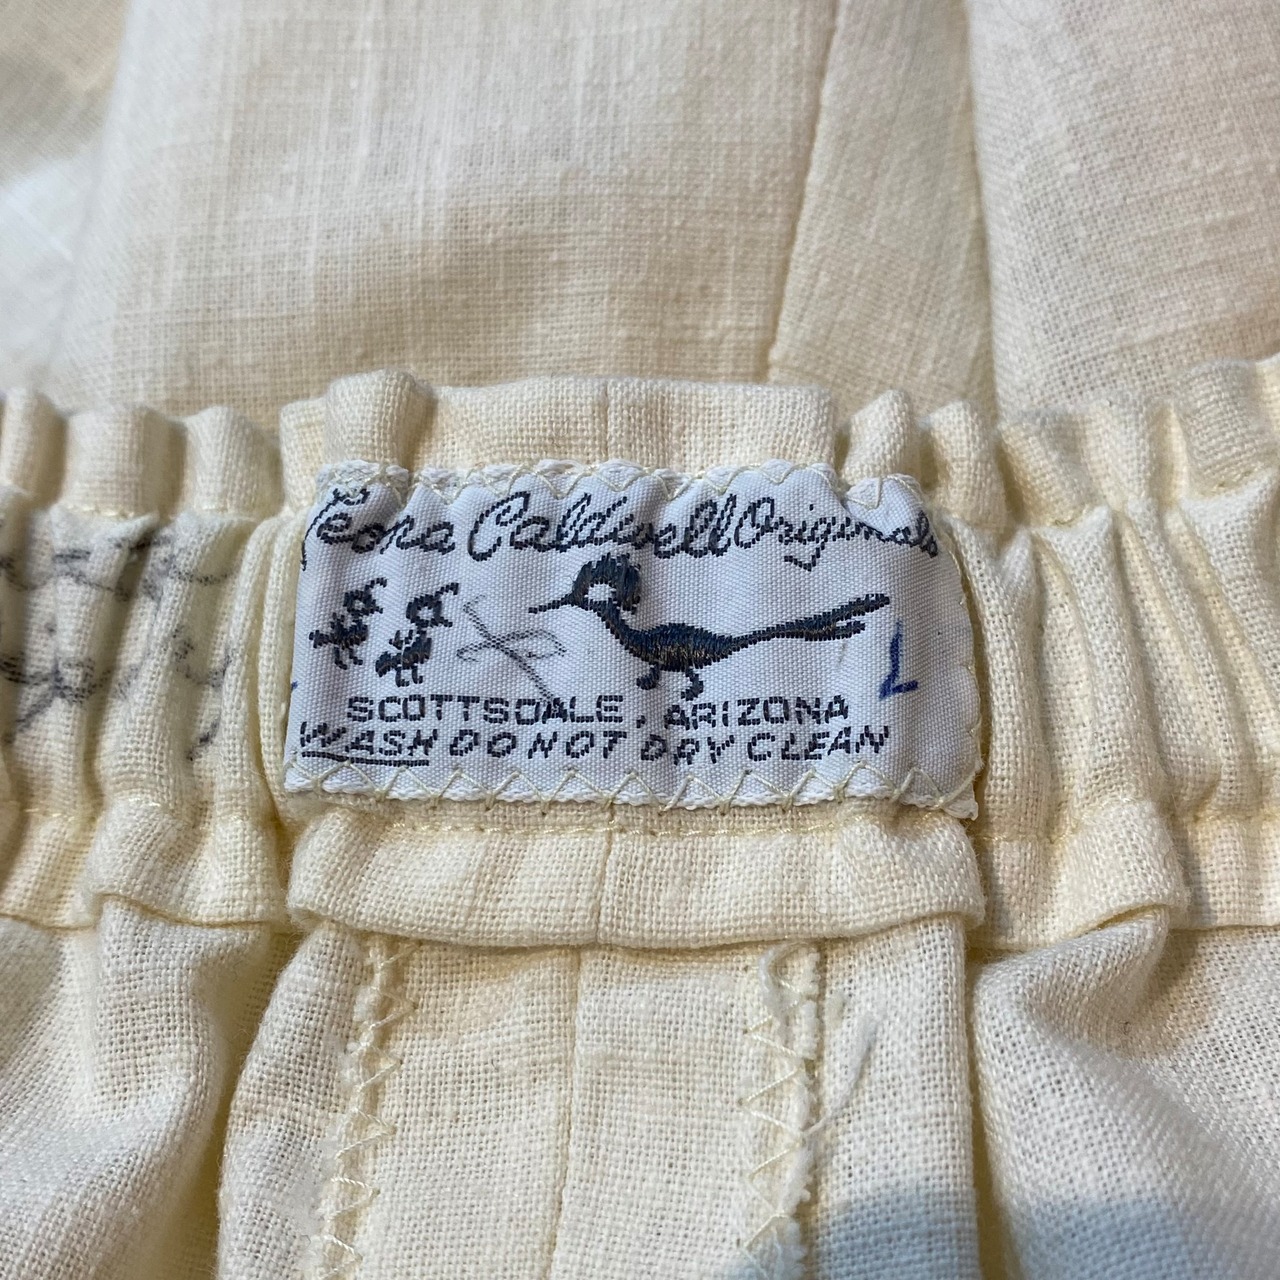 Leona Caldwell Originals
L
SCOTTSDALE, ARIZONA
WASH DO NOT DRY CLEAN